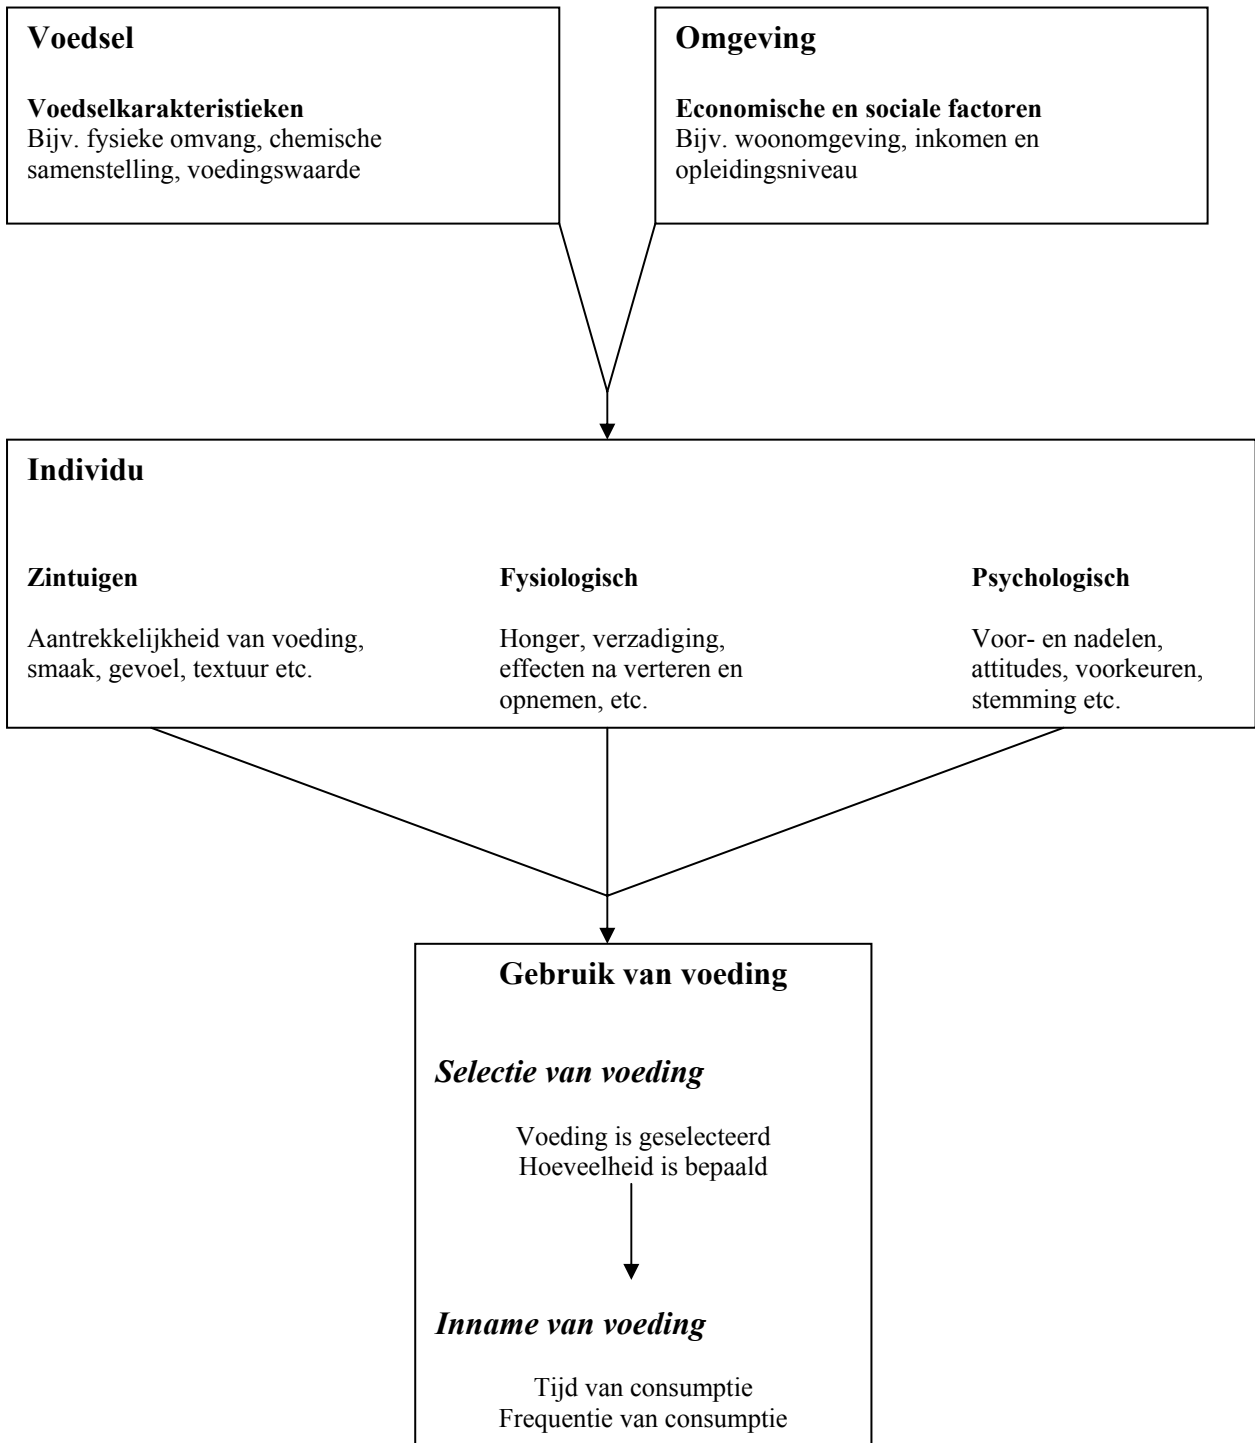 Voedsel
Voedselkarakteristieken
Bijv. fysieke omvang, chemische
samenstelling, voedingswaarde
Omgeving
Economische en sociale factoren
Bijv. woonomgeving, inkomen en
opleidingsniveau
Individu
Zintuigen
Aantrekkelijkheid van voeding,
smaak, gevoel, textuur etc.
Fysiologisch
Honger, verzadiging,
effecten na verteren en
opnemen, etc.
Psychologisch
Voor- en nadelen,
attitudes, voorkeuren,
stemming etc.
Gebruik van voeding
Selectie van voeding
Voeding is geselecteerd
Hoeveelheid is bepaald
Inname van voeding
Tijd van consumptie
Frequentie van consumptie